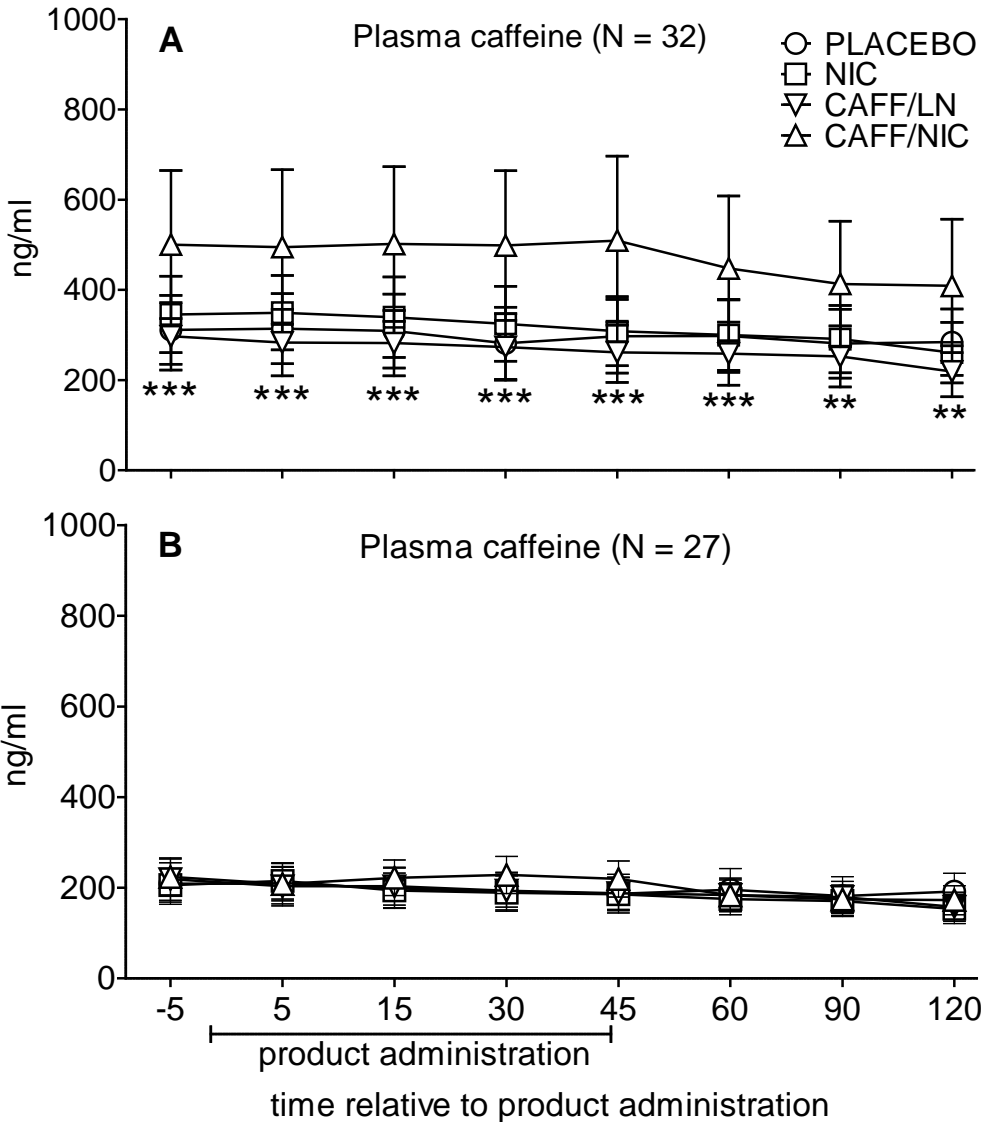 A
Plasma caffeine (N = 32)
PLACEBO
NIC
CAFF/LN
CAFF/NIC
1000
800
600
400
200
0
ng/ml
*** *** *** *** *** *** ** **
B
Plasma caffeine (N = 27)
1000
800
600
400
200
0
ng/ml
-5 5 15 30 45 60 90 120
product administration
time relative to product administration